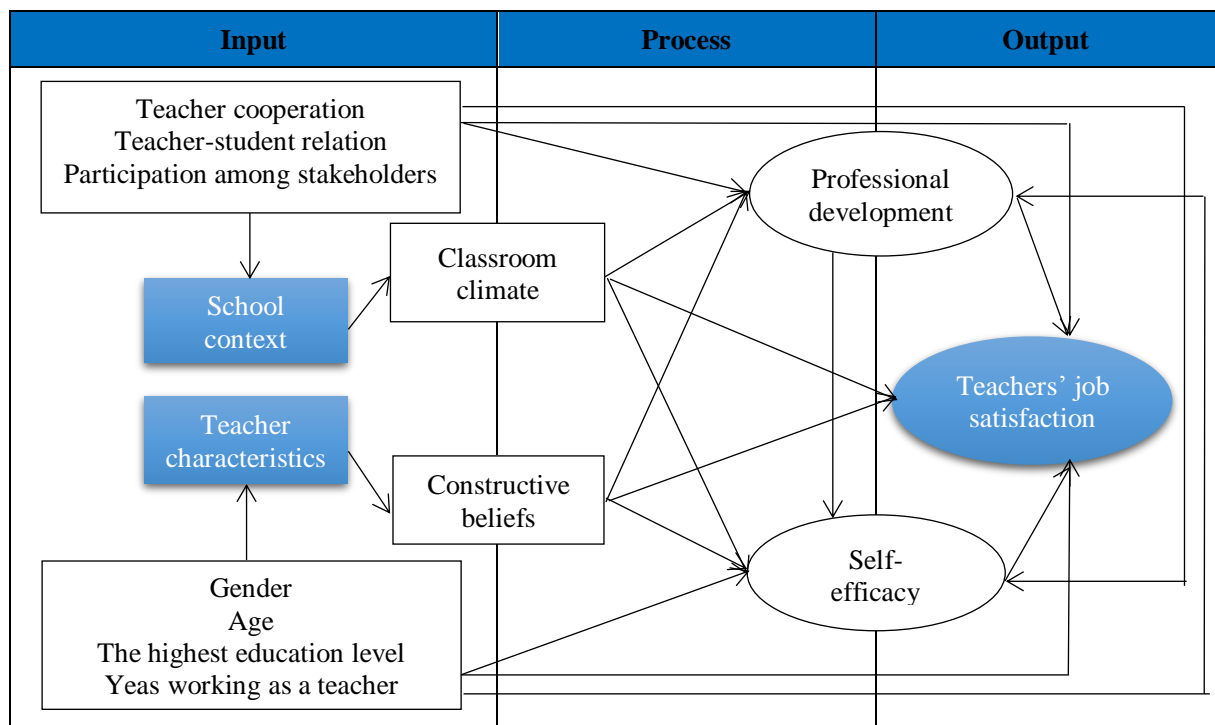 Input
Process
Output
Teacher cooperation
Teacher-student relation
Participation among stakeholders
Professional
development
Classroom
climate
School
context
Teachers’ job
satisfaction
Teacher
characteristics
Constructive
beliefs
Self-
efficacy
Gender
Age
The highest education level
Yeas working as a teacher